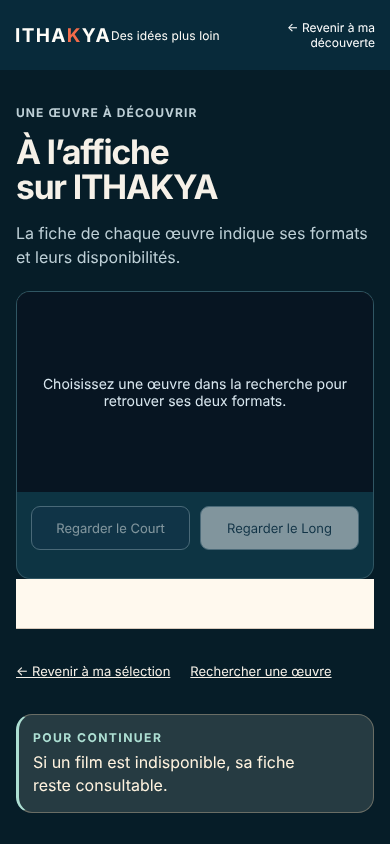 ITHAKYA Des idées plus loin
← Revenir à ma
découverte
UNE ŒUVRE À DÉCOUVRIR
À l’affiche
sur ITHAKYA
La fiche de chaque œuvre indique ses formats
et leurs disponibilités.
Choisissez une œuvre dans la recherche pour
retrouver ses deux formats.
Regarder le Court
Regarder le Long
← Revenir à ma sélection
Rechercher une œuvre
POUR CONTINUER
Si un film est indisponible, sa fiche
reste consultable.